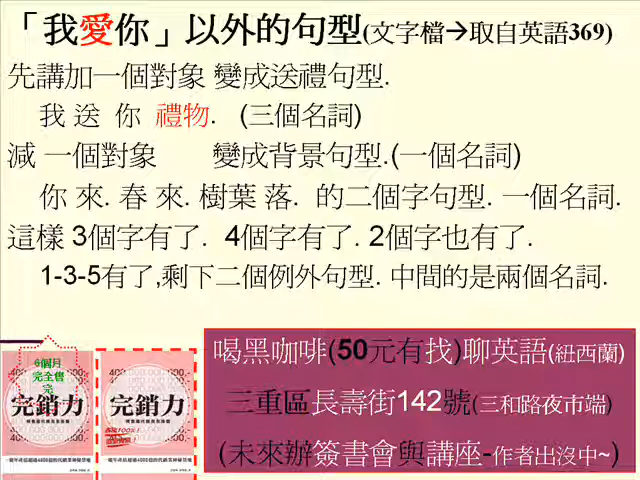 「我愛你」以外的句型(文字檔→取自英語369)
先講加一個對象 變成送禮句型.
我 送 你 禮物. (三個名詞)
減 一個對象 變成背景句型.(一個名詞)
你 來. 春 來. 樹葉 落. 的二個字句型. 一個名詞.
這樣 3個字有了. 4個字有了. 2個字也有了.
1-3-5有了,剩下二個例外句型. 中間的是兩個名詞.
6個月
完全售
完
完銷力
完銷力
喝黑咖啡(50元有找)聊英語(紐西蘭)
三重區長壽街142號(三和路夜市端)
(未來辦簽書會與講座-作者出沒中~)